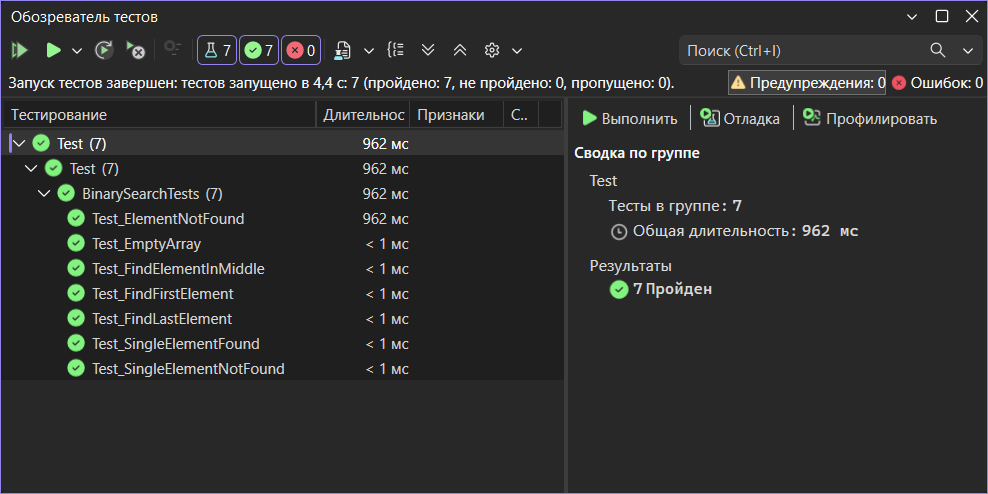 Обозреватель тестов
7 7 0 Поиск (Ctrl+I)
Запуск тестов завершен: тестов запущено в 4,4 с: 7 (пройдено: 7, не пройдено: 0, пропущено: 0). Предупреждения: 0 Ошибок: 0
Тестирование Длительнос Признаки С..
Test (7) 962 мс
Test (7) 962 мс
BinarySearchTests (7) 962 мс
Test_ElementNotFound 962 мс
Test_EmptyArray < 1 мс
Test_FindElementInMiddle < 1 мс
Test_FindFirstElement < 1 мс
Test_FindLastElement < 1 мс
Test_SingleElementFound < 1 мс
Test_SingleElementNotFound < 1 мс
Выполнить Отладка Профилировать
Сводка по группе
Test
Тесты в группе: 7
Общая длительность: 962 мс
Результаты
7 Пройден